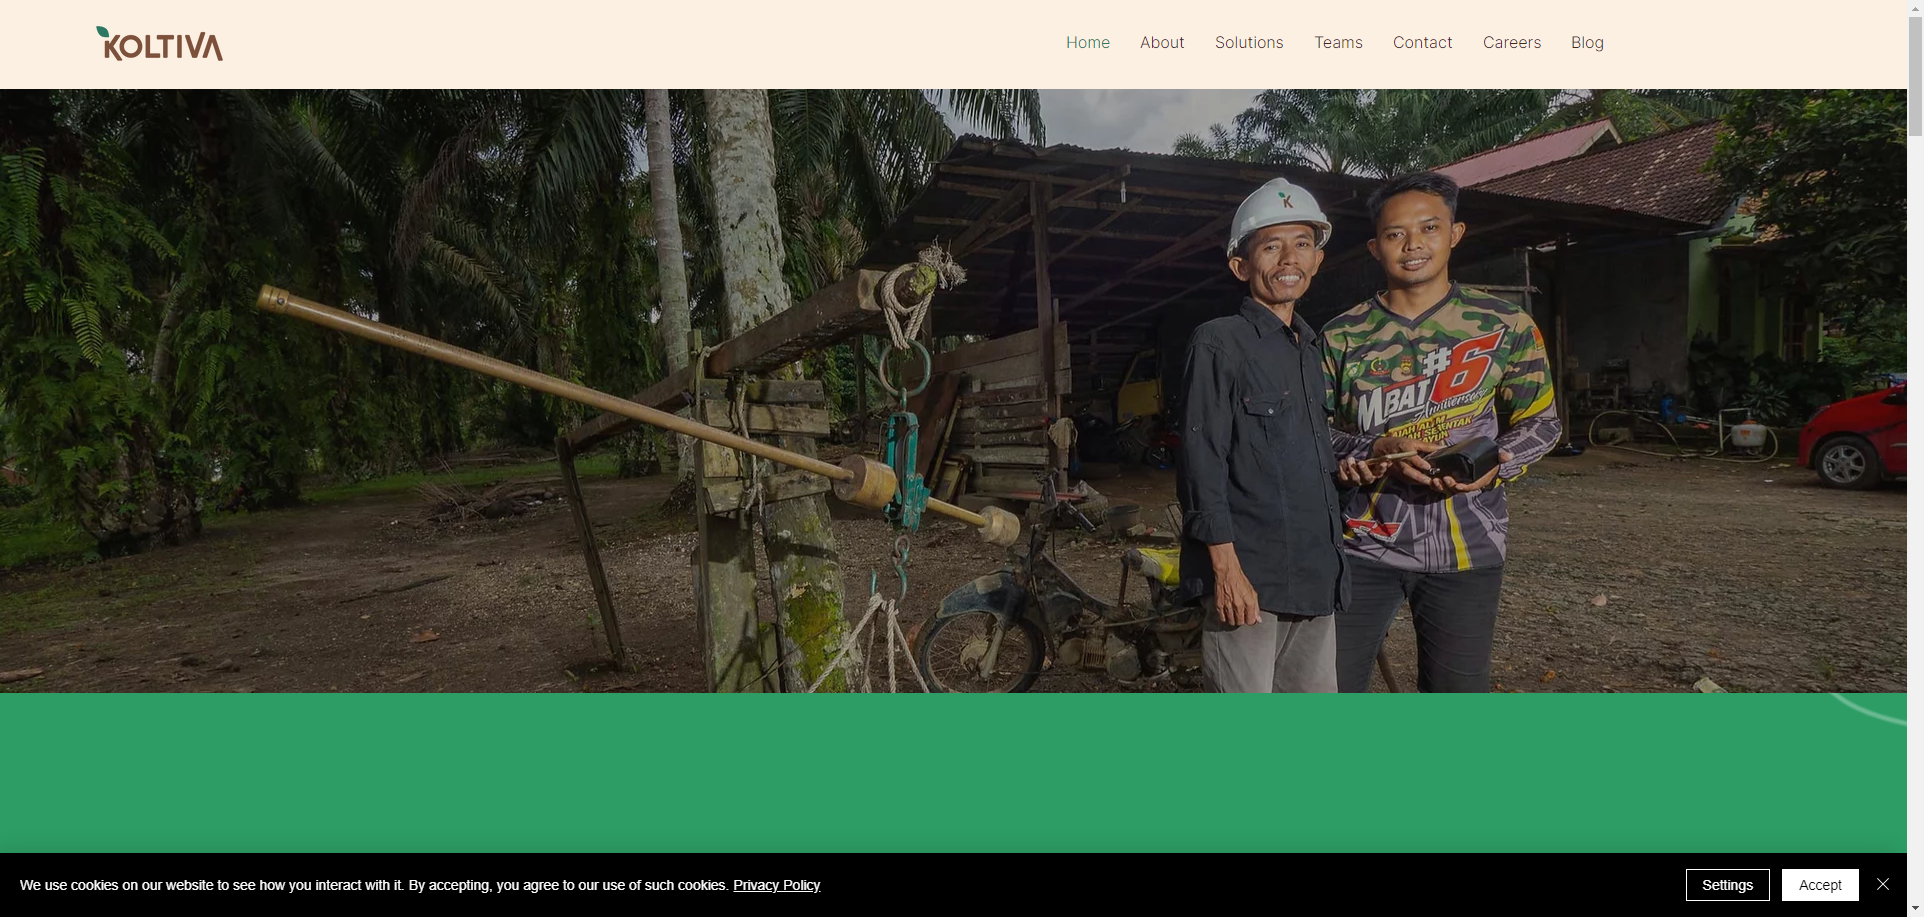 KOLTIVA
Home About Solutions Teams Contact Careers Blog
K
#6
MBAT
Anniversary
We use cookies on our website to see how you interact with it. By accepting, you agree to our use of such cookies. Privacy Policy
Settings Accept